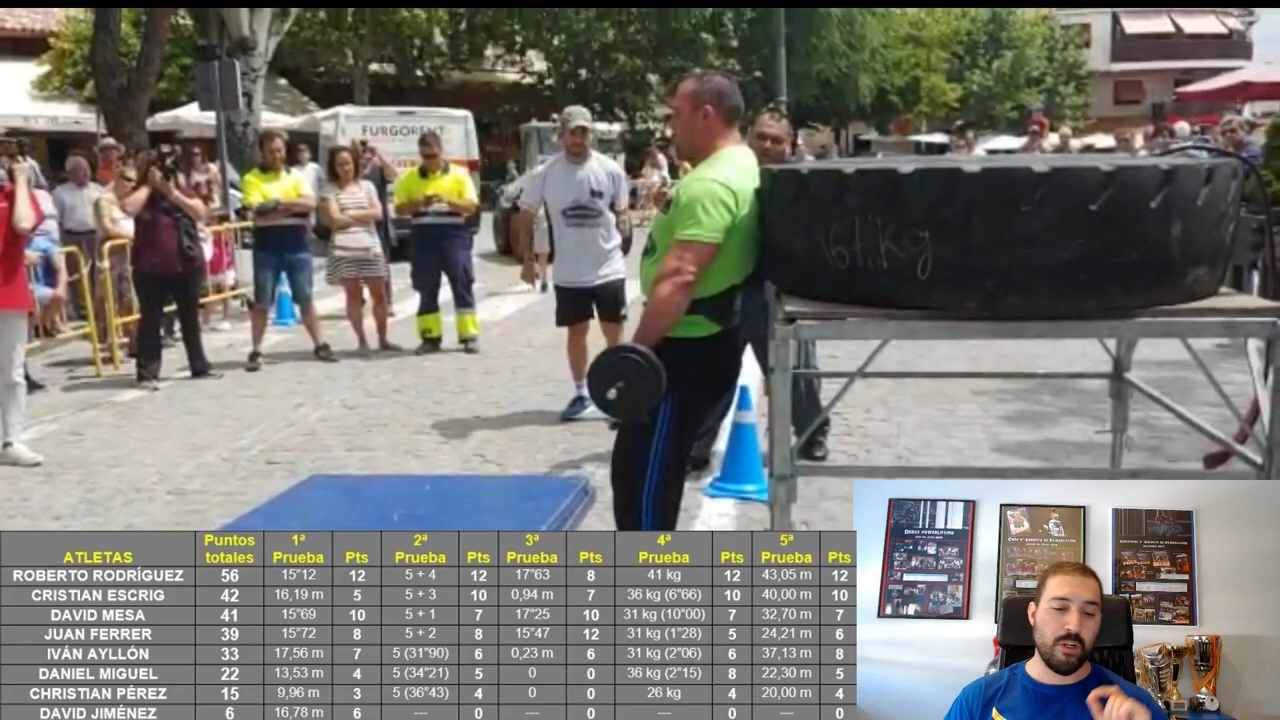 FURGORENT
167 Kg
ATLETAS Puntos totales 1ª Prueba Pts 2ª Prueba Pts 3ª Prueba Pts 4ª Prueba Pts 5ª Prueba Pts
ROBERTO RODRÍGUEZ 56 15"12 12 5 + 4 12 17"63 8 41 kg 12 43,05 m 12
CRISTIAN ESCRIG 42 16,19 m 5 5 + 3 10 0,94 m 7 36 kg (6"66) 10 40,00 m 10
DAVID MESA 41 15"69 10 5 + 1 7 17"25 10 31 kg (10"00) 7 32,70 m 7
JUAN FERRER 39 15"72 8 5 + 2 8 15"47 12 31 kg (1"28) 5 24,21 m 6
IVÁN AYLLÓN 33 17,56 m 7 5 (31"90) 6 0,23 m 6 31 kg (2"06) 6 37,13 m 8
DANIEL MIGUEL 22 13,53 m 4 5 (34"21) 5 0 0 36 kg (2"15) 8 22,30 m 5
CHRISTIAN PÉREZ 15 9,96 m 3 5 (36"43) 4 0 0 26 kg 4 20,00 m 4
DAVID JIMÉNEZ 6 16,78 m 6 — 0 — 0 — 0 — 0